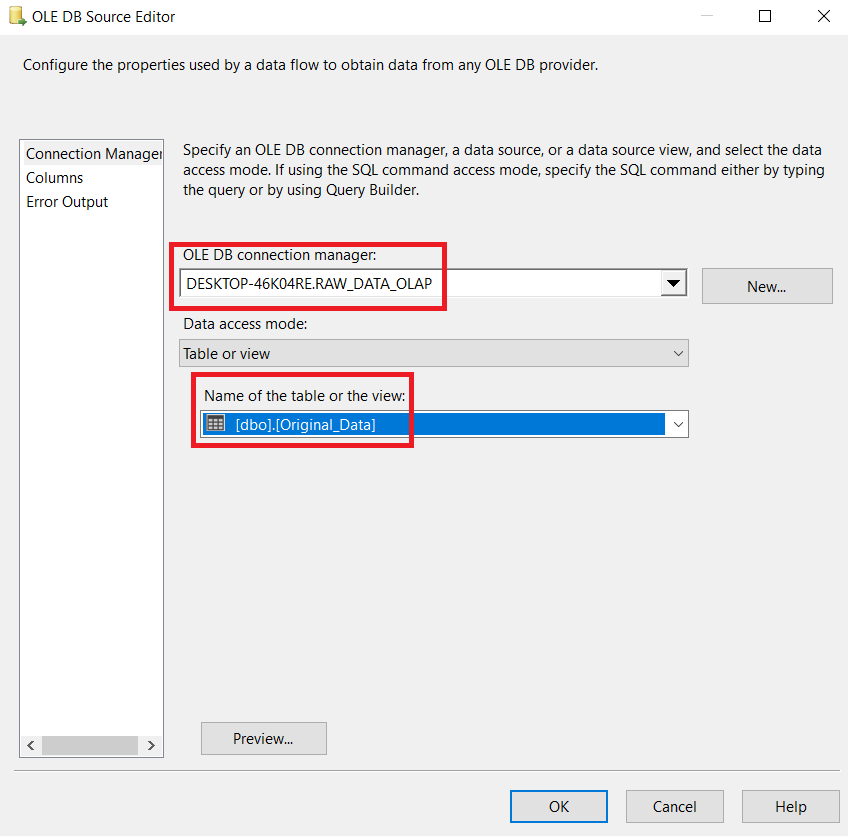 OLE DB Source Editor
Configure the properties used by a data flow to obtain data from any OLE DB provider.
Connection Manager
Columns
Error Output
Specify an OLE DB connection manager, a data source, or a data source view, and select the data
access mode. If using the SQL command access mode, specify the SQL command either by typing
the query or by using Query Builder.
OLE DB connection manager:
DESKTOP-46K04RE.RAW_DATA_OLAP
New...
Data access mode:
Table or view
Name of the table or the view:
[dbo].[Original_Data]
Preview...
OK
Cancel
Help